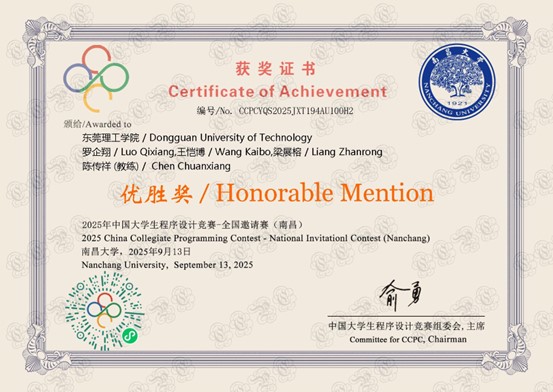 获奖证书
Certificate of Achievement
编号/No. CCPCYQS2025JXT194AU100H2
南昌大学
NANCHANG UNIVERSITY
1921
颁给/Awarded to
东莞理工学院 / Dongguan University of Technology
罗企翔 / Luo Qixiang,王恺博 / Wang Kaibo,梁展榕 / Liang Zhanrong
陈传祥 (教练) / Chen Chuanxiang
优胜奖 / Honorable Mention
2025年中国大学生程序设计竞赛-全国邀请赛（南昌）
2025 China Collegiate Programming Contest - National Invitationl Contest (Nanchang)
南昌大学，2025年9月13日
Nanchang University, September 13, 2025
俞勇
中国大学生程序设计竞赛组委会, 主席
Committee for CCPC, Chairman